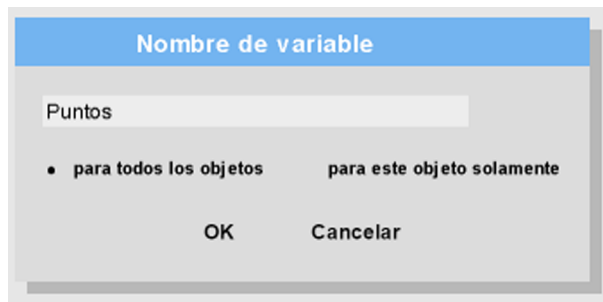 Nombre de variable
Puntos
• para todos los objetos para este objeto solamente
OK Cancelar